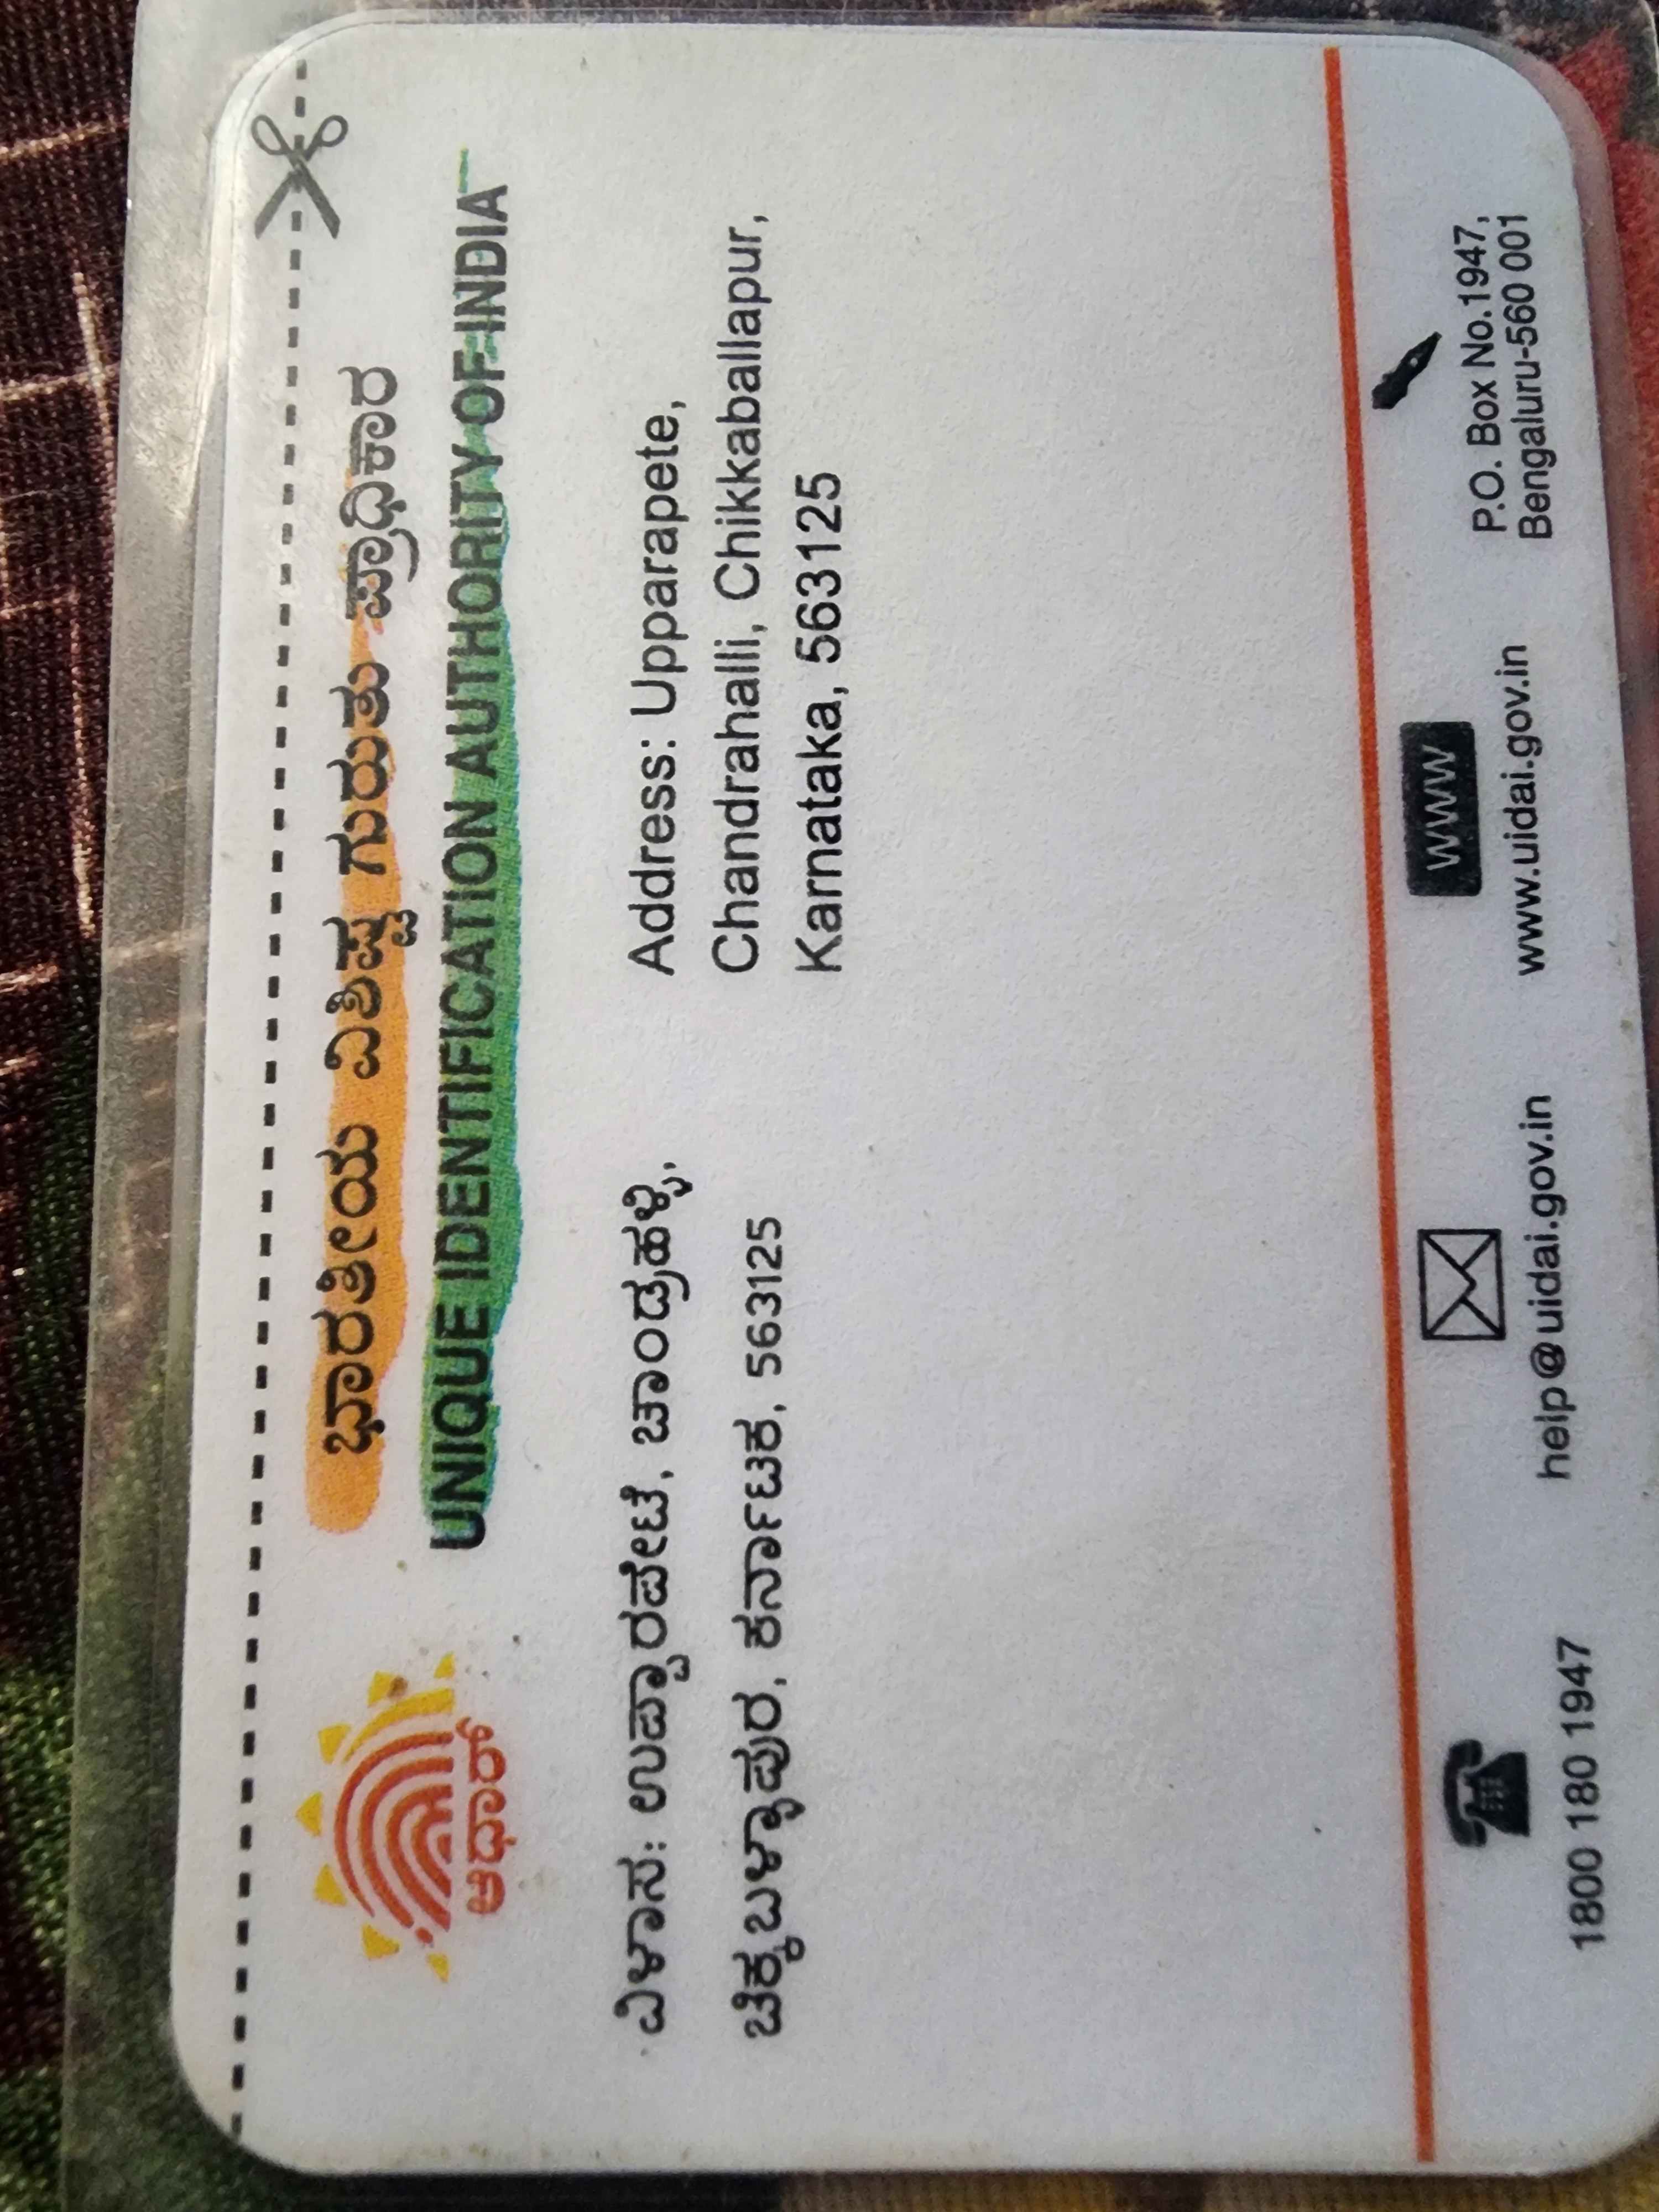 ಭಾರತೀಯ ವಿಶಿಷ್ಟ ಗುರುತು ಪ್ರಾಧಿಕಾರ
UNIQUE IDENTIFICATION AUTHORITY OF INDIA
ಆಧಾರ್
ವಿಳಾಸ: ಉಪ್ಪಾರಪೇಟೆ, ಚಾಂದ್ರಹಳ್ಳಿ,
ಚಿಕ್ಕಬಳ್ಳಾಪುರ, ಕರ್ನಾಟಕ, 563125
Address: Upparapete,
Chandrahalli, Chikkaballapur,
Karnataka, 563125
1800 180 1947
help@uidai.gov.in
WWW
www.uidai.gov.in
P.O. Box No.1947,
Bengaluru-560 001